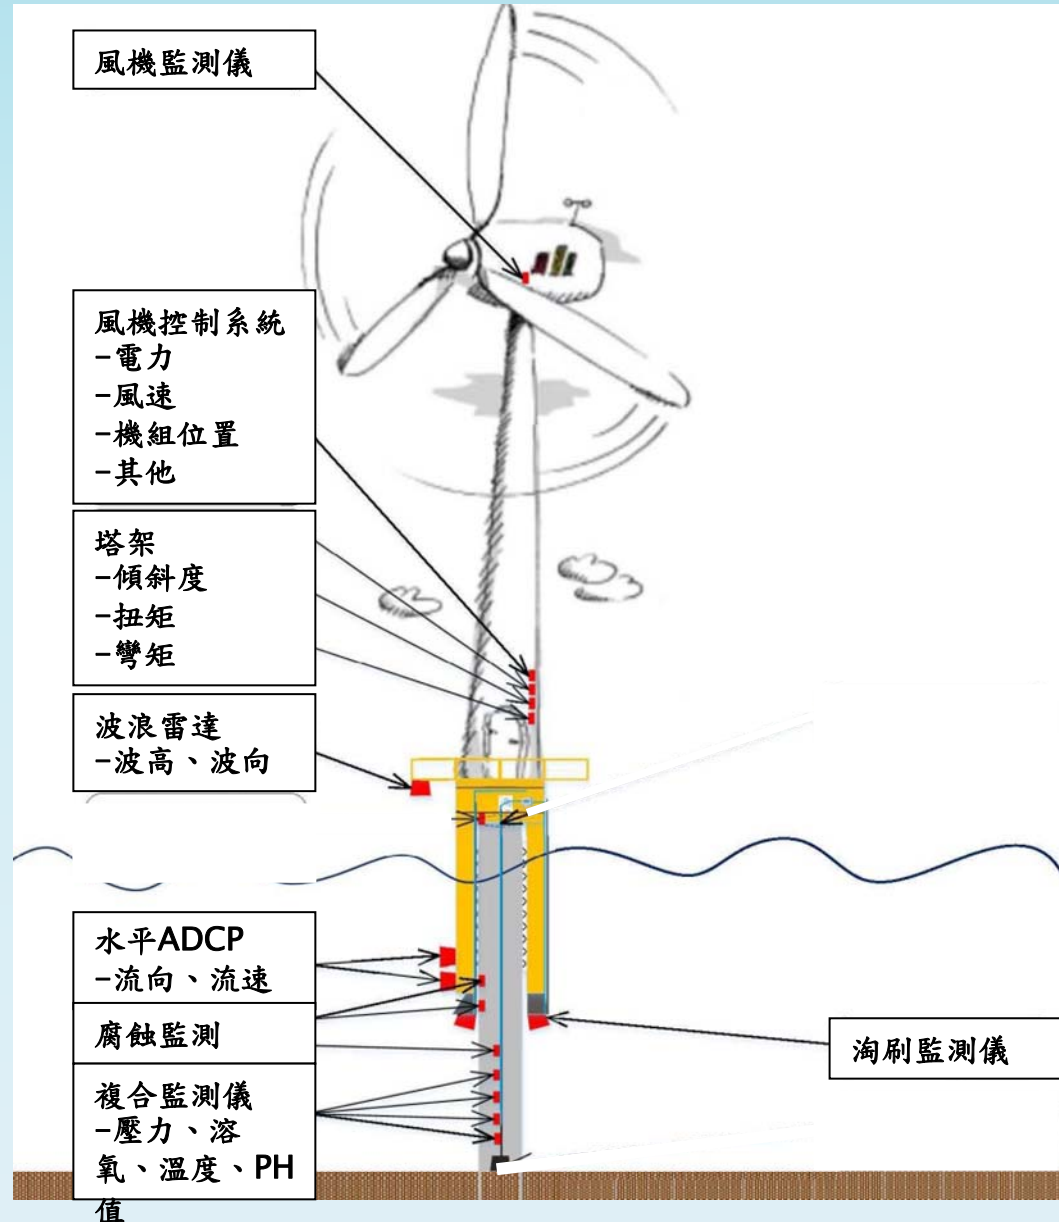 風機監測儀
風機控制系統
-電力
-風速
-機組位置
-其他
塔架
-傾斜度
-扭矩
-彎矩
波浪雷達
-波高、波向
水平ADCP
-流向、流速
腐蝕監測
複合監測儀
-壓力、溶
氧、溫度、PH
值
淘刷監測儀